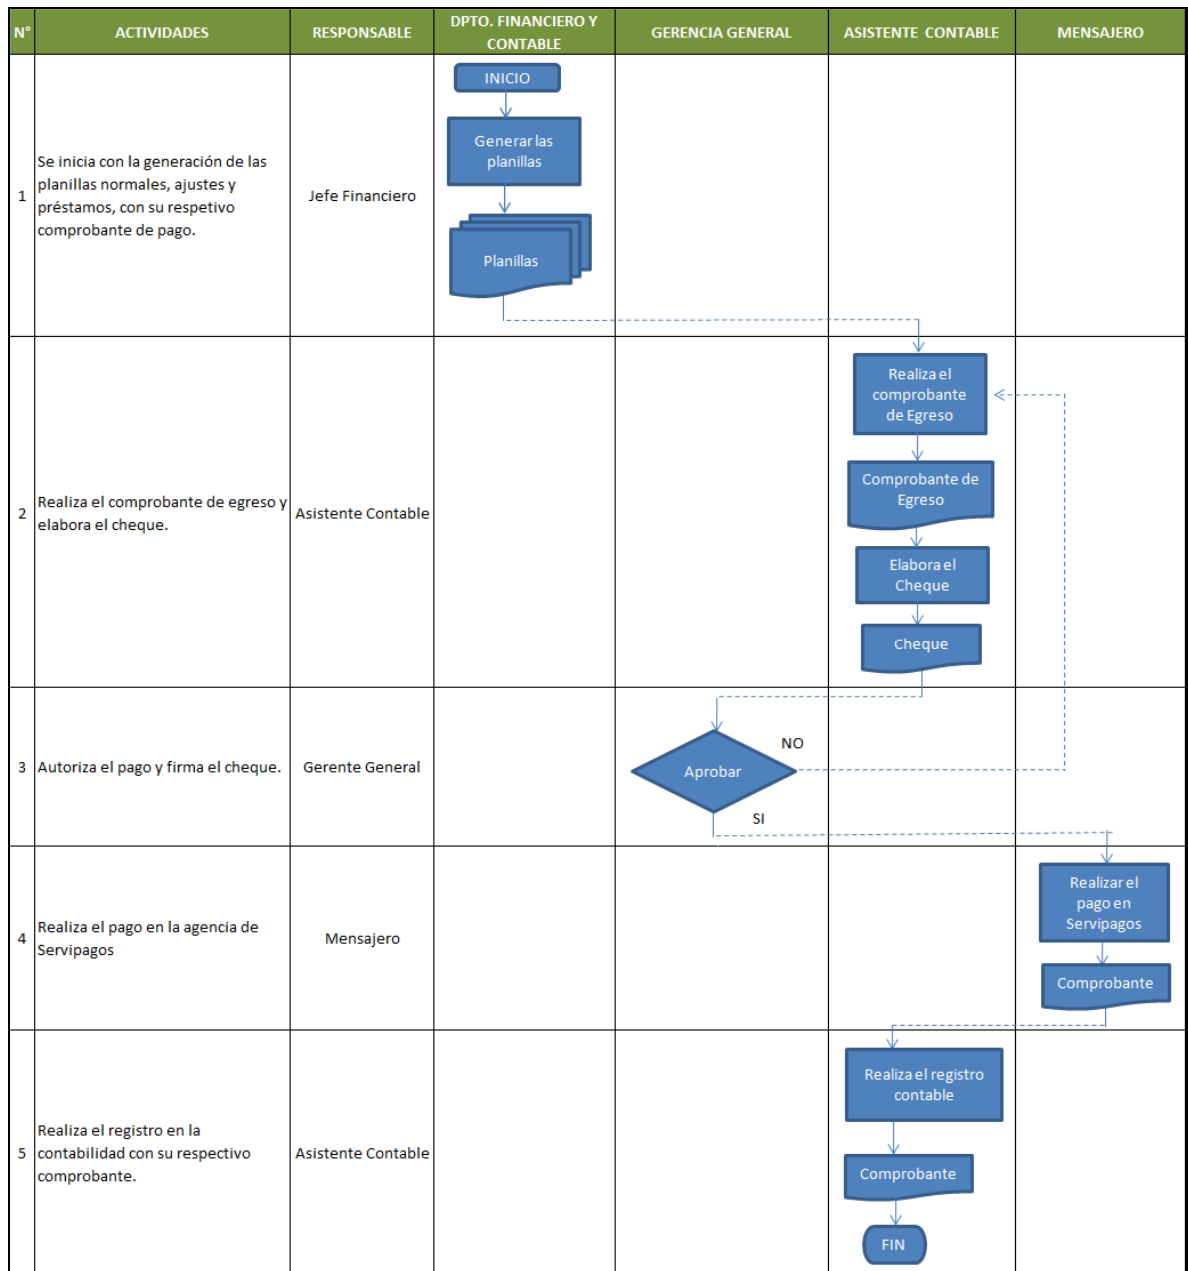 N°
ACTIVIDADES
RESPONSABLE
DPTO. FINANCIERO Y
CONTABLE
GERENCIA GENERAL
ASISTENTE CONTABLE
MENSAJERO
1
Se inicia con la generación de las
planillas normales, ajustes y
préstamos, con su respetivo
comprobante de pago.
Jefe Financiero
INICIO
Generar las
planillas
Planillas
2
Realiza el comprobante de egreso y
elabora el cheque.
Asistente Contable
Realiza el
comprobante
de Egreso
Comprobante de
Egreso
Elabora el
Cheque
Cheque
3
Autoriza el pago y firma el cheque.
Gerente General
Aprobar
NO
SI
4
Realiza el pago en la agencia de
Servipagos
Mensajero
Realizar el
pago en
Servipagos
Comprobante
5
Realiza el registro en la
contabilidad con su respectivo
comprobante.
Asistente Contable
Realiza el registro
contable
Comprobante
FIN